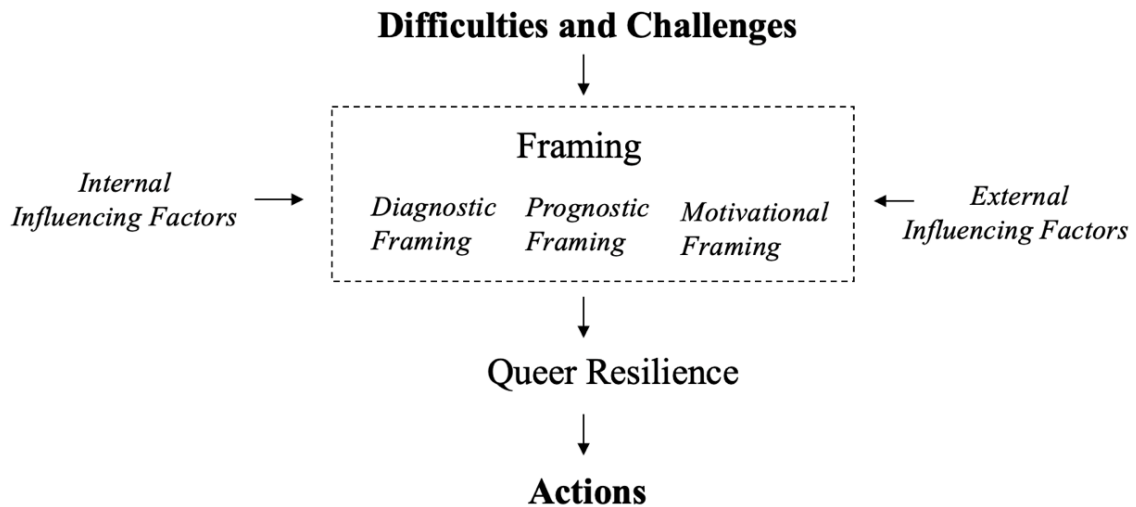 Difficulties and Challenges
Framing
Internal
Influencing Factors
Diagnostic
Framing
Prognostic
Framing
Motivational
Framing
External
Influencing Factors
Queer Resilience
Actions